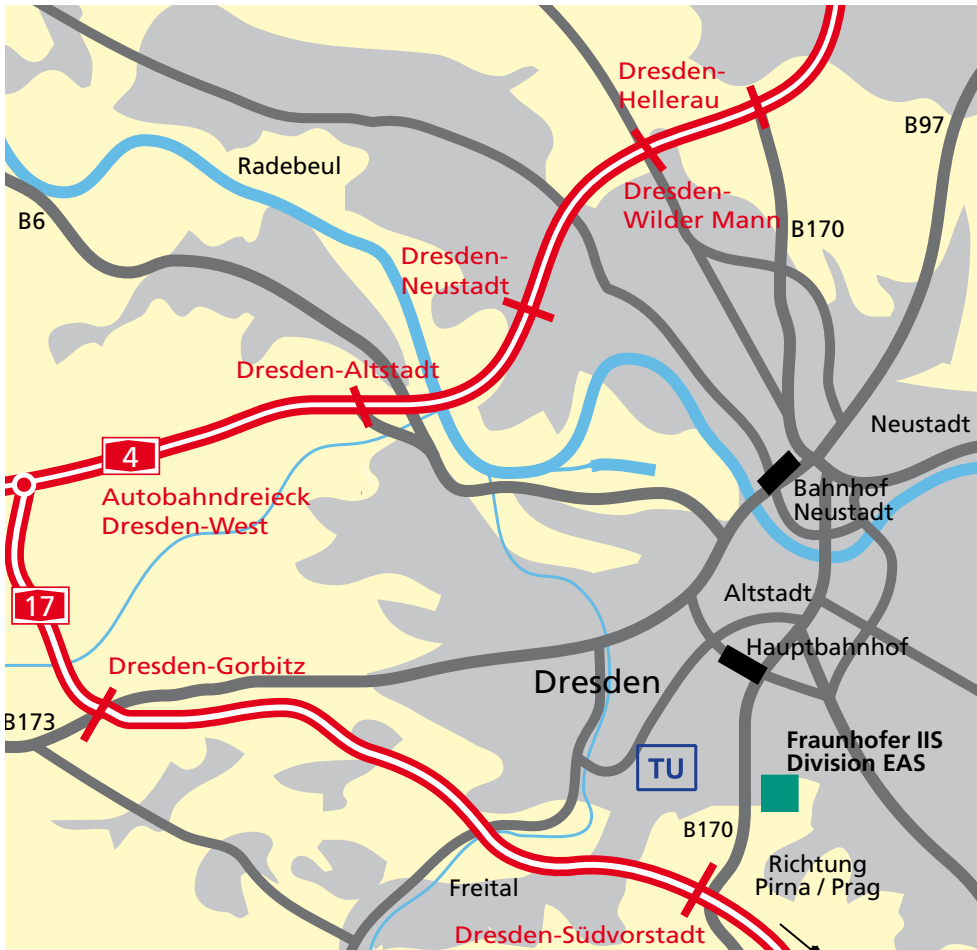 Dresden-
Hellerau
B97
Radebeul
Dresden-
Wilder Mann
B6
B170
Dresden-
Neustadt
Dresden-Altstadt
Neustadt
4
Autobahndreieck
Dresden-West
Bahnhof
Neustadt
17
Altstadt
Hauptbahnhof
Dresden-Gorbitz
Dresden
B173
Fraunhofer IIS
Division EAS
TU
B170
Richtung
Pirna / Prag
Freital
Dresden-Südvorstadt